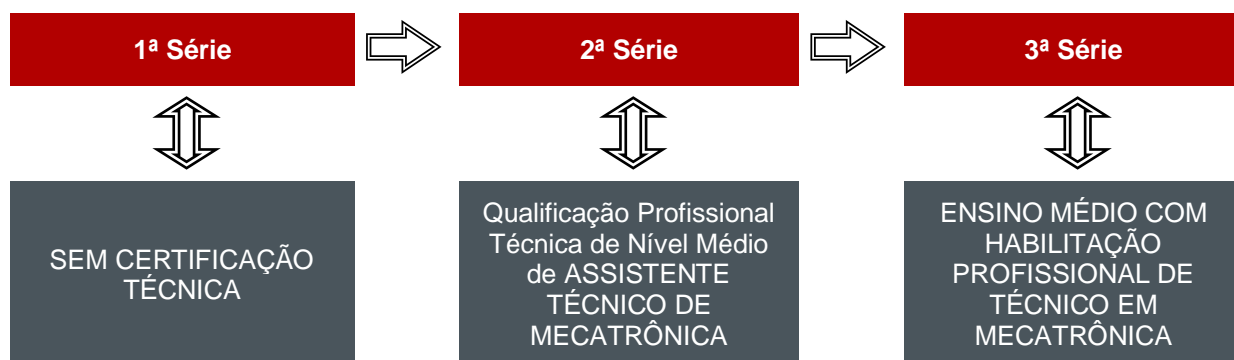 1ª Série
2ª Série
3ª Série
SEM CERTIFICAÇÃO
TÉCNICA
Qualificação Profissional
Técnica de Nível Médio
de ASSISTENTE
TÉCNICO DE
MECATRÔNICA
ENSINO MÉDIO COM
HABILITAÇÃO
PROFISSIONAL DE
TÉCNICO EM
MECATRÔNICA